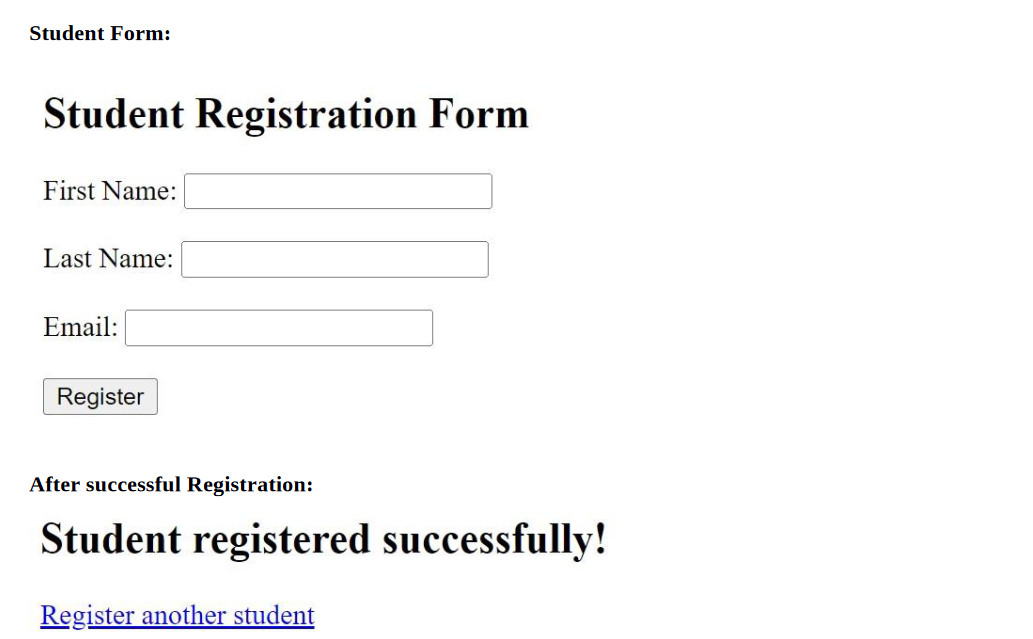 Student Form:
Student Registration Form
First Name:
Last Name:
Email:
Register
After successful Registration:
Student registered successfully!
Register another student